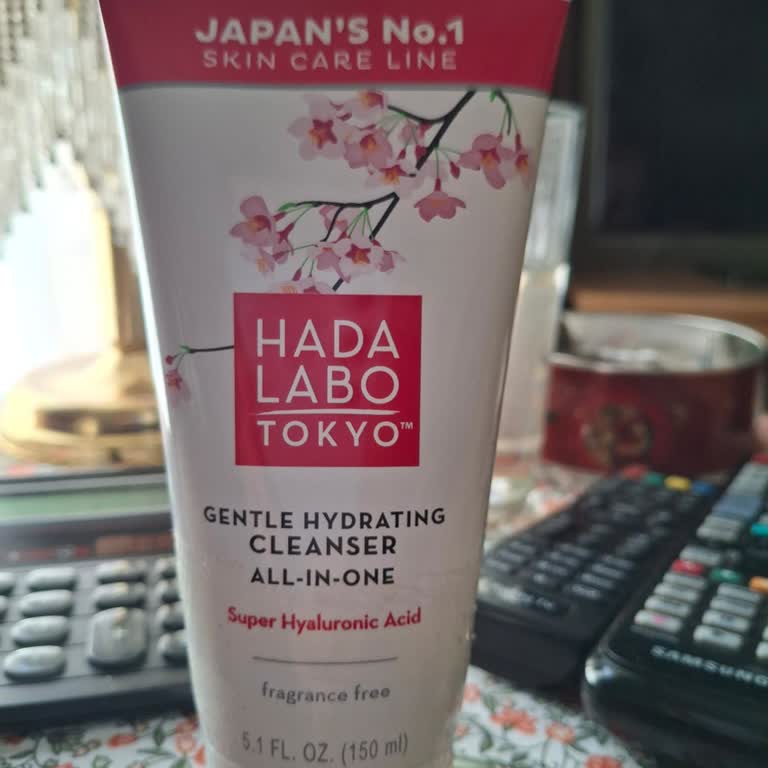 JAPAN'S No.1
SKIN CARE LINE
HADA
LABO
TOKYO™
GENTLE HYDRATING
CLEANSER
ALL-IN-ONE
Super Hyaluronic Acid
fragrance free
5.1 FL. OZ. (150 ml)
SAMSUNG